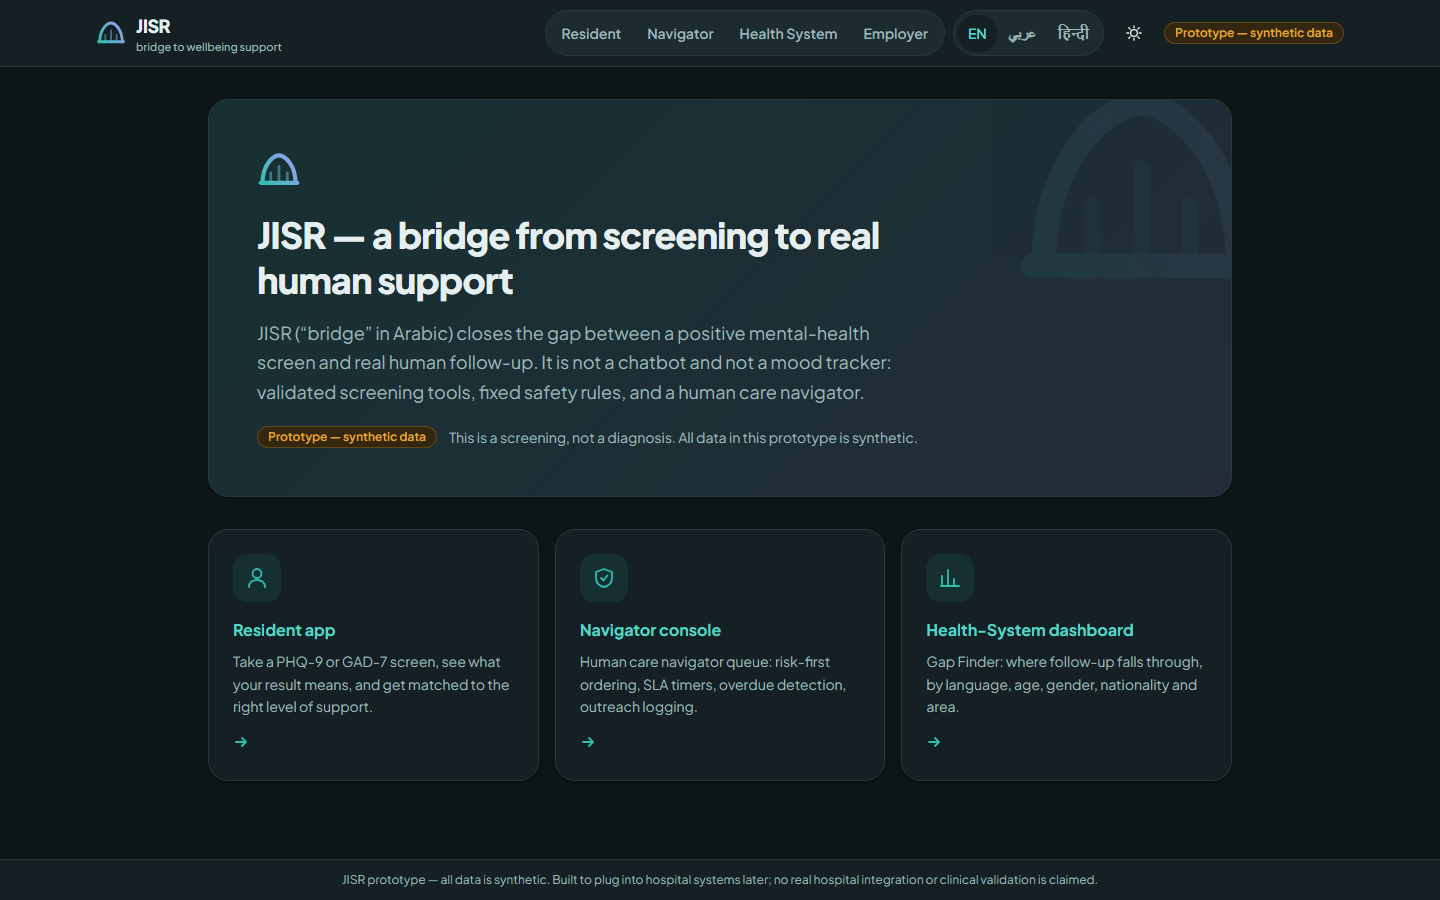 JISR
bridge to wellbeing support
Resident
Navigator
Health System
Employer
EN
عربي
हिन्दी
Prototype — synthetic data
JISR — a bridge from screening to real
human support
JISR (“bridge” in Arabic) closes the gap between a positive mental-health
screen and real human follow-up. It is not a chatbot and not a mood tracker:
validated screening tools, fixed safety rules, and a human care navigator.
Prototype — synthetic data
This is a screening, not a diagnosis. All data in this prototype is synthetic.
Resident app
Take a PHQ-9 or GAD-7 screen, see what
your result means, and get matched to the
right level of support.
Navigator console
Human care navigator queue: risk-first
ordering, SLA timers, overdue detection,
outreach logging.
Health-System dashboard
Gap Finder: where follow-up falls through,
by language, age, gender, nationality and
area.
JISR prototype — all data is synthetic. Built to plug into hospital systems later; no real hospital integration or clinical validation is claimed.